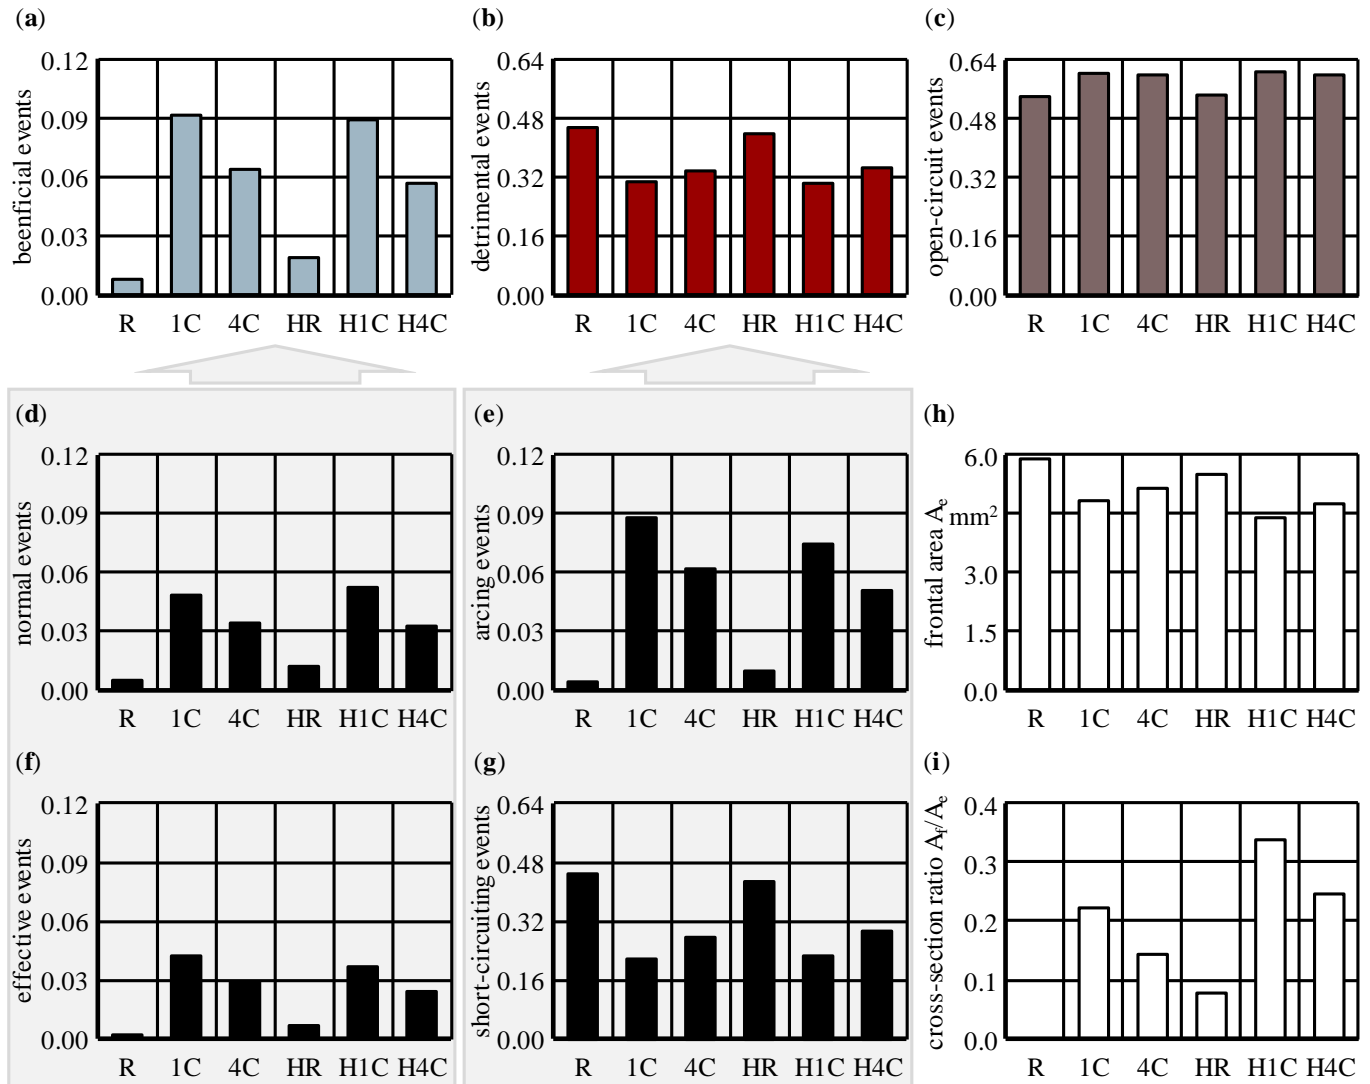 (a)
beenficial events
0.12
0.09
0.06
0.03
0.00
R 1C 4C HR H1C H4C
(b)
detrimental events
0.64
0.48
0.32
0.16
0.00
R 1C 4C HR H1C H4C
(c)
open-circuit events
0.64
0.48
0.32
0.16
0.00
R 1C 4C HR H1C H4C
(d)
normal events
0.12
0.09
0.06
0.03
0.00
R 1C 4C HR H1C H4C
(e)
arcing events
0.12
0.09
0.06
0.03
0.00
R 1C 4C HR H1C H4C
(h)
frontal area Ae
6.0
mm²
3.0
1.5
0.0
R 1C 4C HR H1C H4C
(f)
effective events
0.12
0.09
0.06
0.03
0.00
R 1C 4C HR H1C H4C
(g)
short-circuiting events
0.64
0.48
0.32
0.16
0.00
R 1C 4C HR H1C H4C
(i)
cross-section ratio Af/Ae
0.4
0.3
0.2
0.1
0.0
R 1C 4C HR H1C H4C